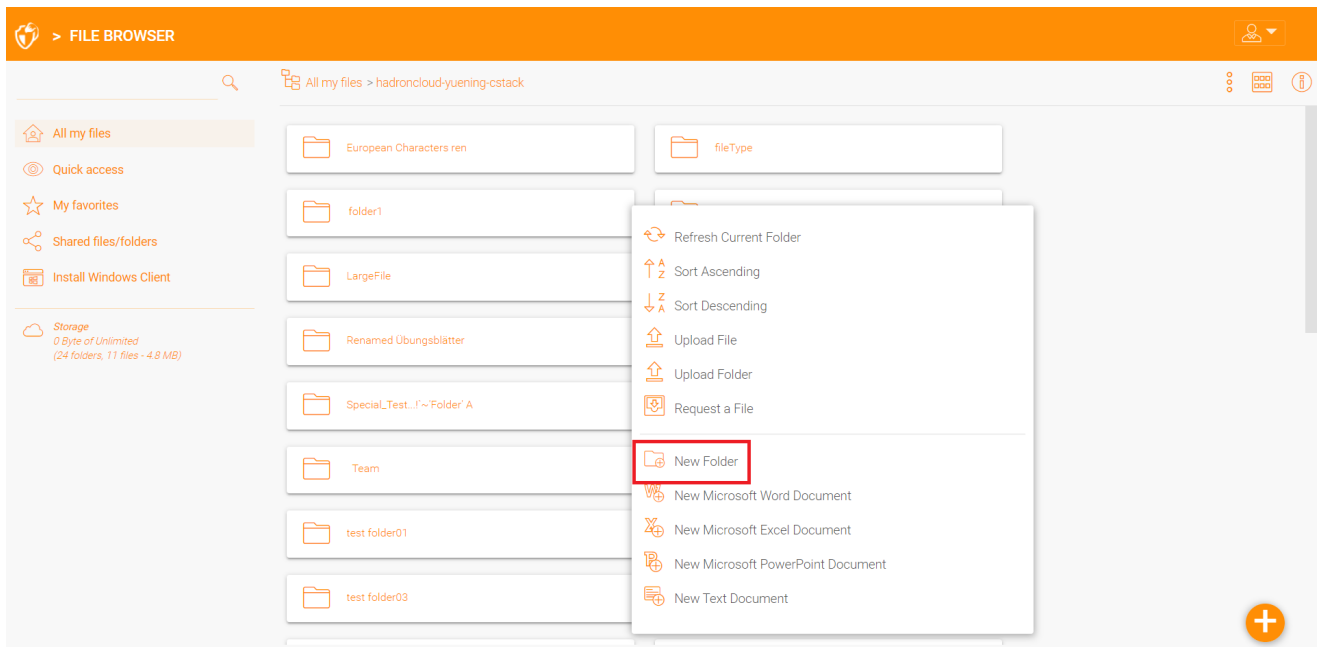 > FILE BROWSER
All my files > hadroncloud-yuening-cstack
All my files
Quick access
My favorites
Shared files/folders
Install Windows Client
Storage
0 Byte of Unlimited
(24 folders, 11 files - 4.8 MB)
European Characters ren
fileType
folder1
LargeFile
Renamed Übungsblätter
Special_Test...!`~'Folder' A
Team
test folder01
test folder03
Refresh Current Folder
Sort Ascending
Sort Descending
Upload File
Upload Folder
Request a File
New Folder
New Microsoft Word Document
New Microsoft Excel Document
New Microsoft PowerPoint Document
New Text Document